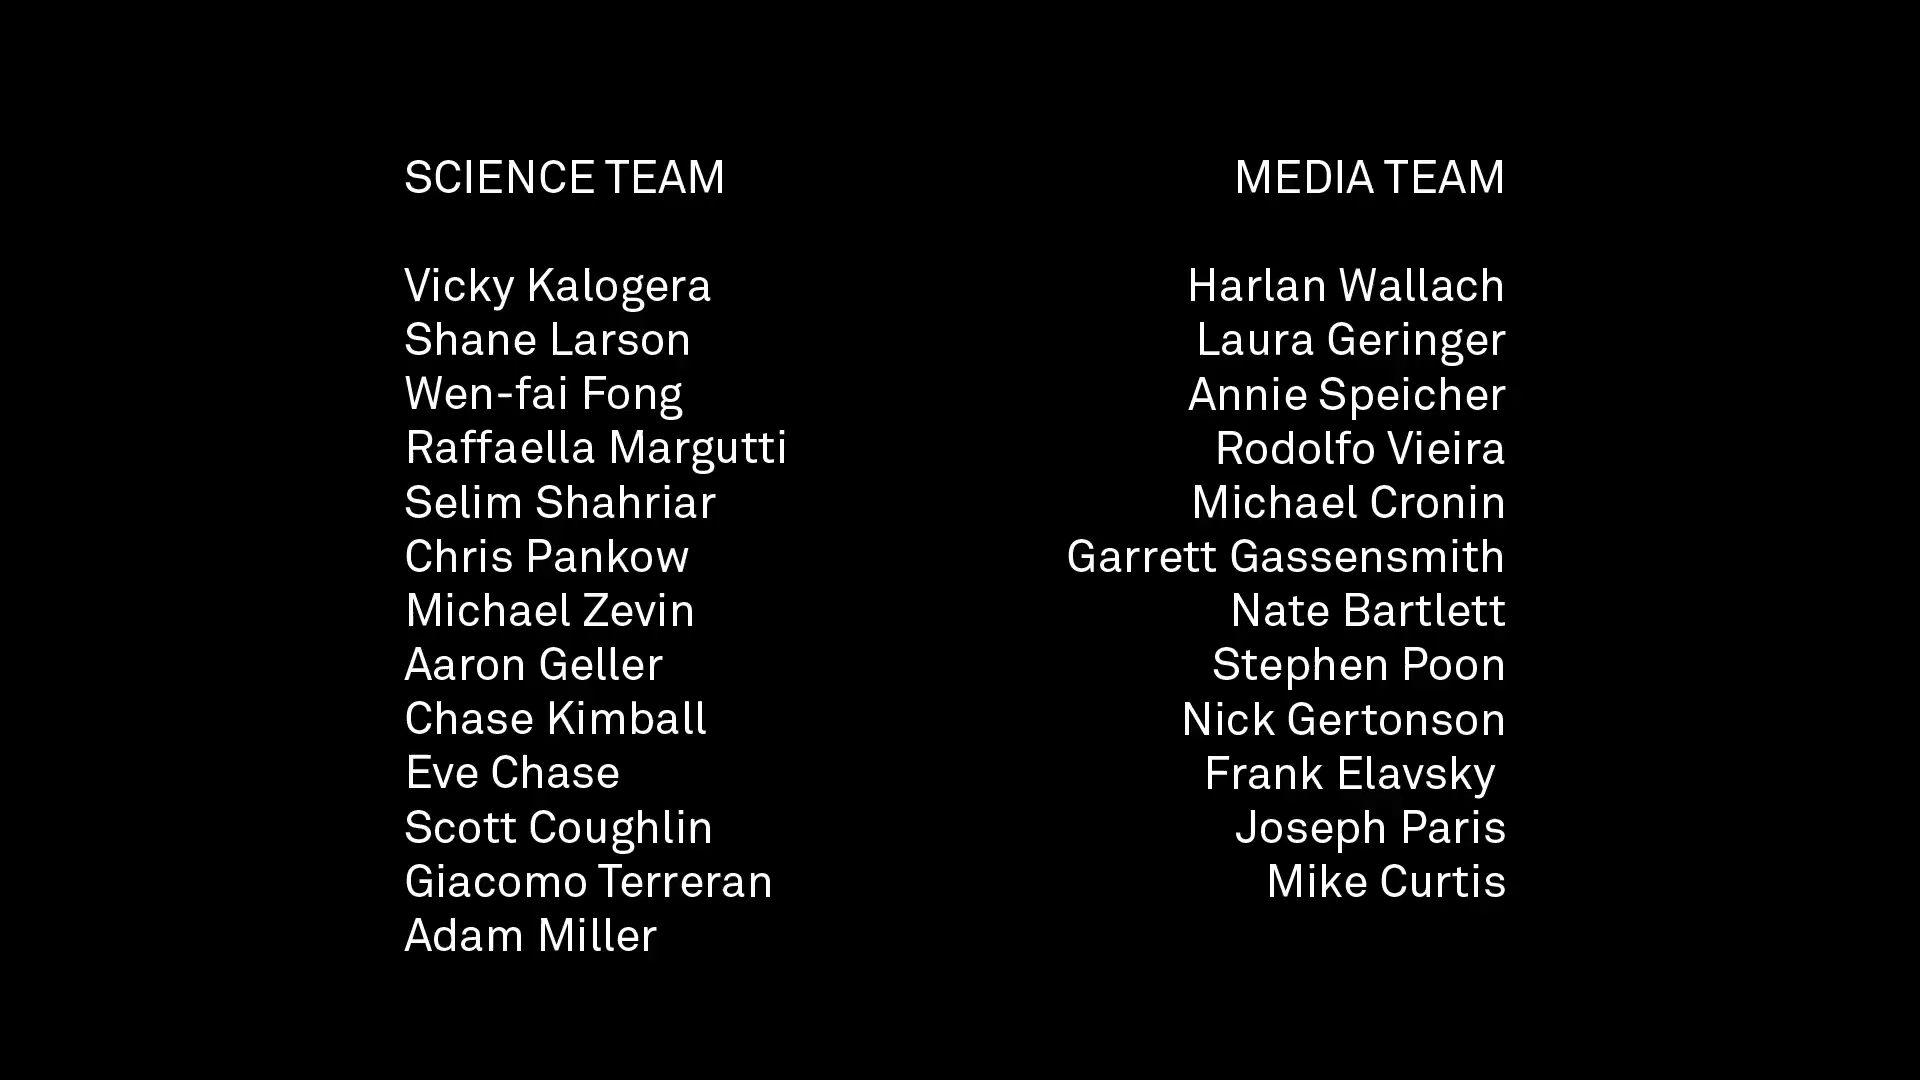 SCIENCE TEAM
Vicky Kalogera
Shane Larson
Wen-fai Fong
Raffaella Margutti
Selim Shahriar
Chris Pankow
Michael Zevin
Aaron Geller
Chase Kimball
Eve Chase
Scott Coughlin
Giacomo Terreran
Adam Miller
MEDIA TEAM
Harlan Wallach
Laura Geringer
Annie Speicher
Rodolfo Vieira
Michael Cronin
Garrett Gassensmith
Nate Bartlett
Stephen Poon
Nick Gertonson
Frank Elavsky
Joseph Paris
Mike Curtis